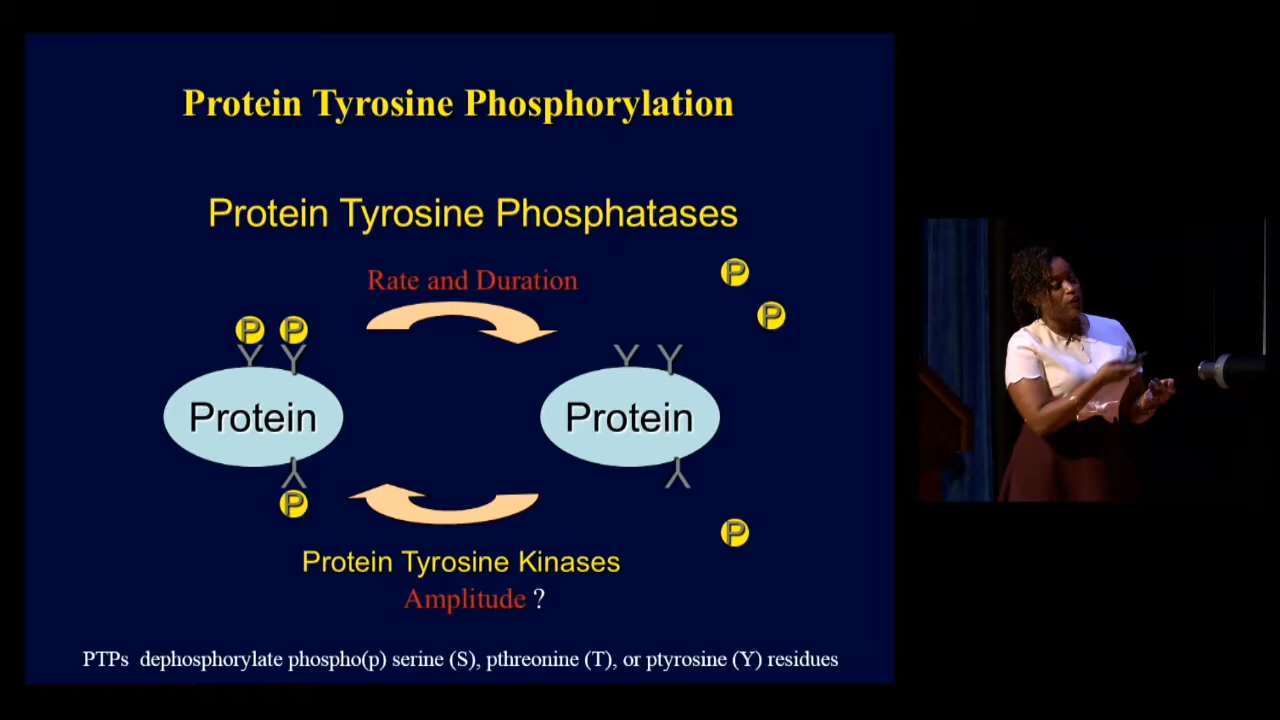 Protein Tyrosine Phosphorylation
Protein Tyrosine Phosphatases
Rate and Duration
P
P
P P
Y Y
Y Y
Protein
Protein
Y
Y
P
P
Protein Tyrosine Kinases
Amplitude ?
PTPs dephosphorylate phospho(p) serine (S), pthreonine (T), or ptyrosine (Y) residues